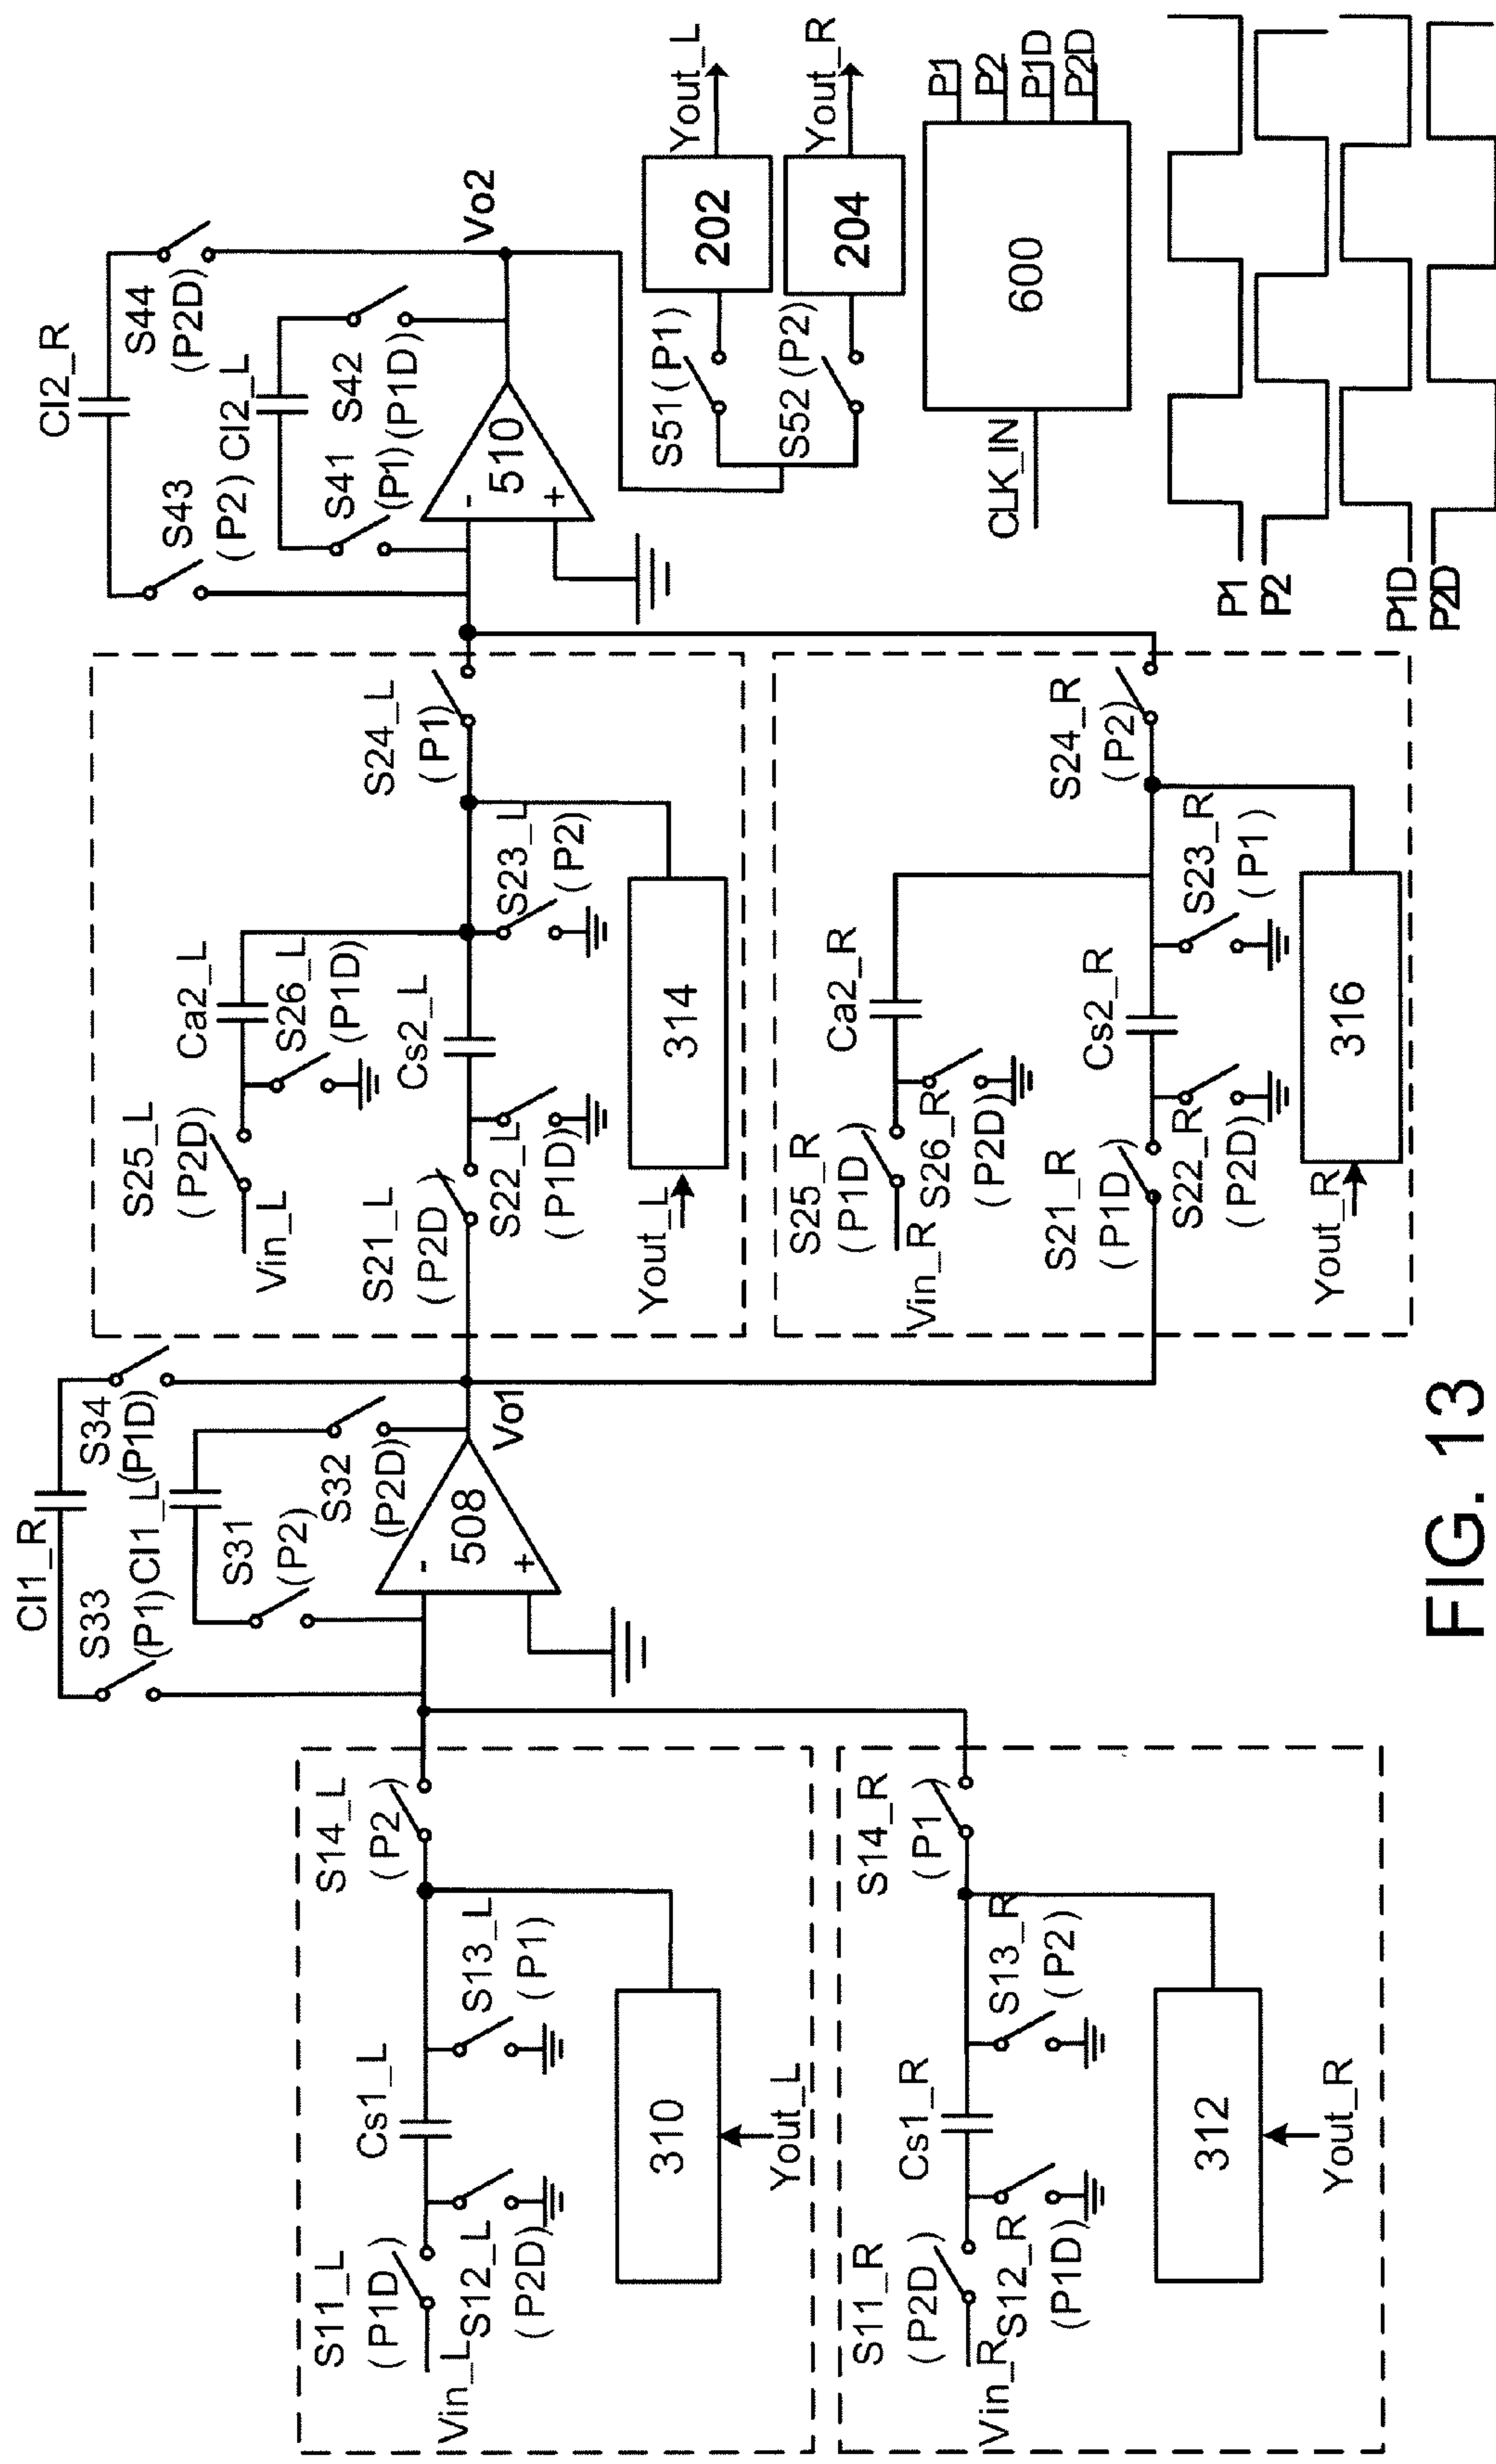 CI1_R
S33
(P1)
S34
(P1D)
CI1_L
S31
(P2)
S32
(P2D)
508
-
+
Vo1
S11_L
(P1D)
Vin_L
S12_L
(P2D)
Cs1_L
S13_L
(P1)
S14_L
(P2)
310
Yout_L
S11_R
(P2D)
Vin_R
S12_R
(P1D)
Cs1_R
S13_R
(P2)
S14_R
(P1)
312
Yout_R
S25_L
(P2D)
Vin_L
Ca2_L
S26_L
(P1D)
S21_L
(P2D)
S22_L
(P1D)
Cs2_L
S23_L
(P2)
S24_L
(P1)
314
Yout_L
S25_R
(P1D)
Vin_R
Ca2_R
S26_R
(P2D)
S21_R
(P1D)
S22_R
(P2D)
Cs2_R
S23_R
(P1)
S24_R
(P2)
316
Yout_R
CI2_R
S43
(P2)
S44
(P2D)
CI2_L
S41
(P1)
S42
(P1D)
510
-
+
Vo2
S51(P1)
202
Yout_L
S52(P2)
204
Yout_R
CLK_IN
600
P1
P2
P1D
P2D
P1
P2
P1D
P2D
FIG. 13